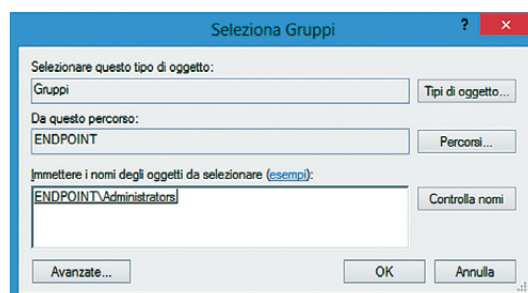 Seleziona Gruppi
? ×
Selezionare questo tipo di oggetto:
Gruppi
Tipi di oggetto...
Da questo percorso:
ENDPOINT
Percorsi...
Immettere i nomi degli oggetti da selezionare (esempi):
ENDPOINT\Administrators
Controlla nomi
Avanzate...
OK
Annulla